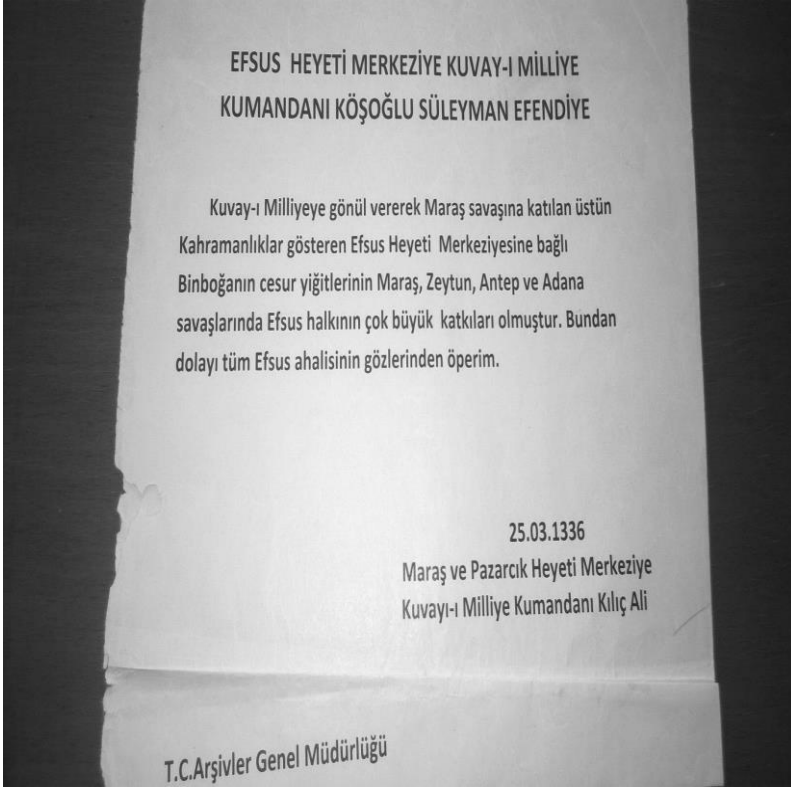 EFSUS HEYETİ MERKEZİYE KUVAY-I MİLLİYE
KUMANDANI KÖŞOĞLU SÜLEYMAN EFENDİYE
Kuvay-ı Milliyeye gönül vererek Maraş savaşına katılan üstün
Kahramanlıklar gösteren Efsus Heyeti Merkeziyesine bağlı
Binboğanın cesur yiğitlerinin Maraş, Zeytun, Antep ve Adana
savaşlarında Efsus halkının çok büyük katkıları olmuştur. Bundan
dolayı tüm Efsus ahalisinin gözlerinden öperim.
25.03.1336
Maraş ve Pazarcık Heyeti Merkeziye
Kuvayı-ı Milliye Kumandanı Kılıç Ali
T.C.Arşivler Genel Müdürlüğü